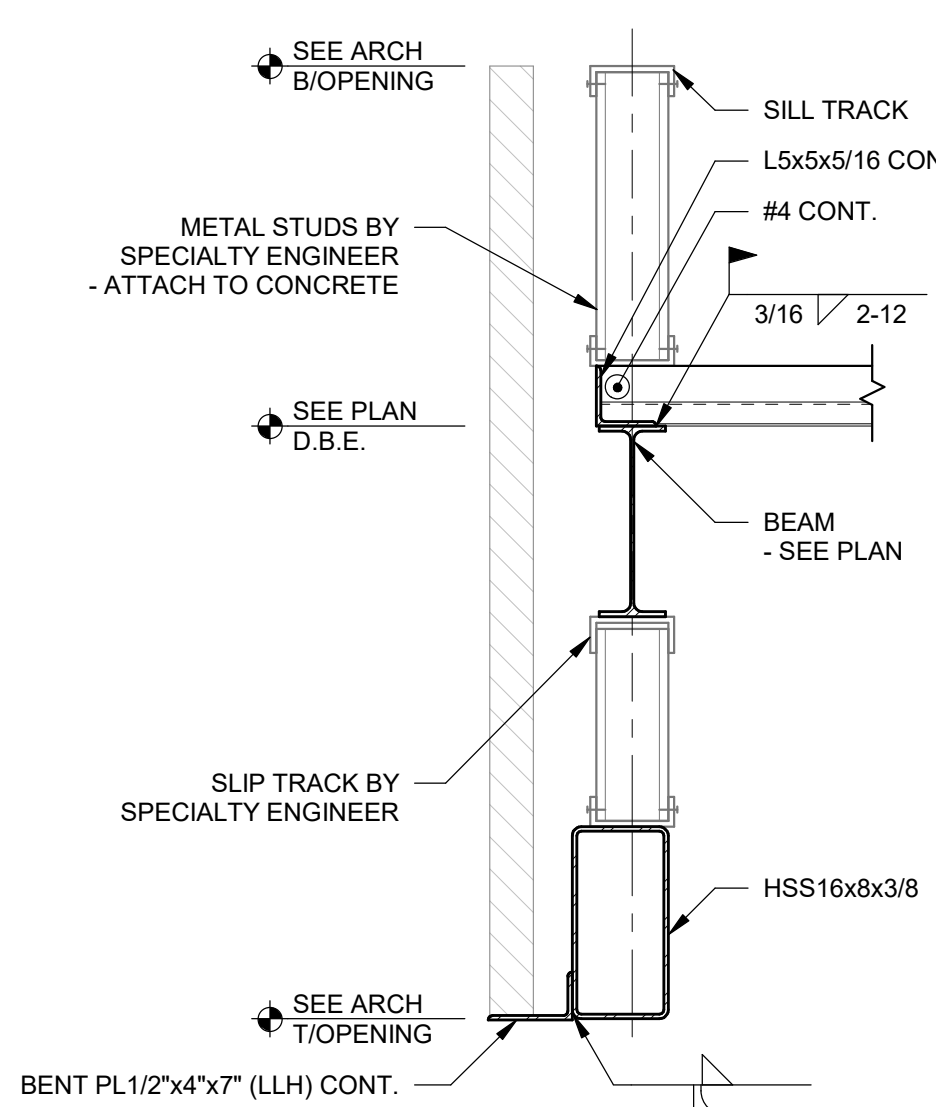 SEE ARCH
B/OPENING
SILL TRACK
L5x5x5/16 CON
#4 CONT.
METAL STUDS BY
SPECIALTY ENGINEER
- ATTACH TO CONCRETE
3/16 2-12
SEE PLAN
D.B.E.
BEAM
- SEE PLAN
SLIP TRACK BY
SPECIALTY ENGINEER
HSS16x8x3/8
SEE ARCH
T/OPENING
BENT PL1/2"x4"x7" (LLH) CONT.